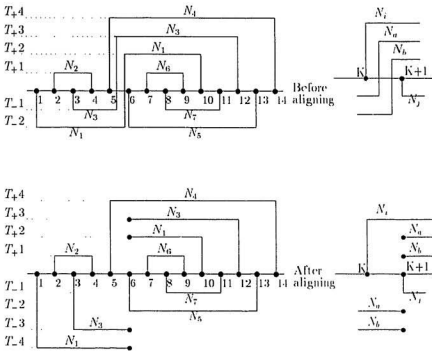 T+4 N4 Ni
T+3 N3 Na
T+2 N1 Nb
T+1 N2 N6
1 2 3 4 5 6 7 8 9 10 11 12 13 14 Before aligning K K+1
T−1 N3 N7 Nj
T−2 N1 N5
T+4 N4
T+3 N3 Ni
T+2 N1 Na
T+1 N2 N6 Nb
1 2 3 4 5 6 7 8 9 10 11 12 13 14 After aligning K K+1
T−1 N7
T−2 N5 Na
T−3 N3 Nb
T−4 N1